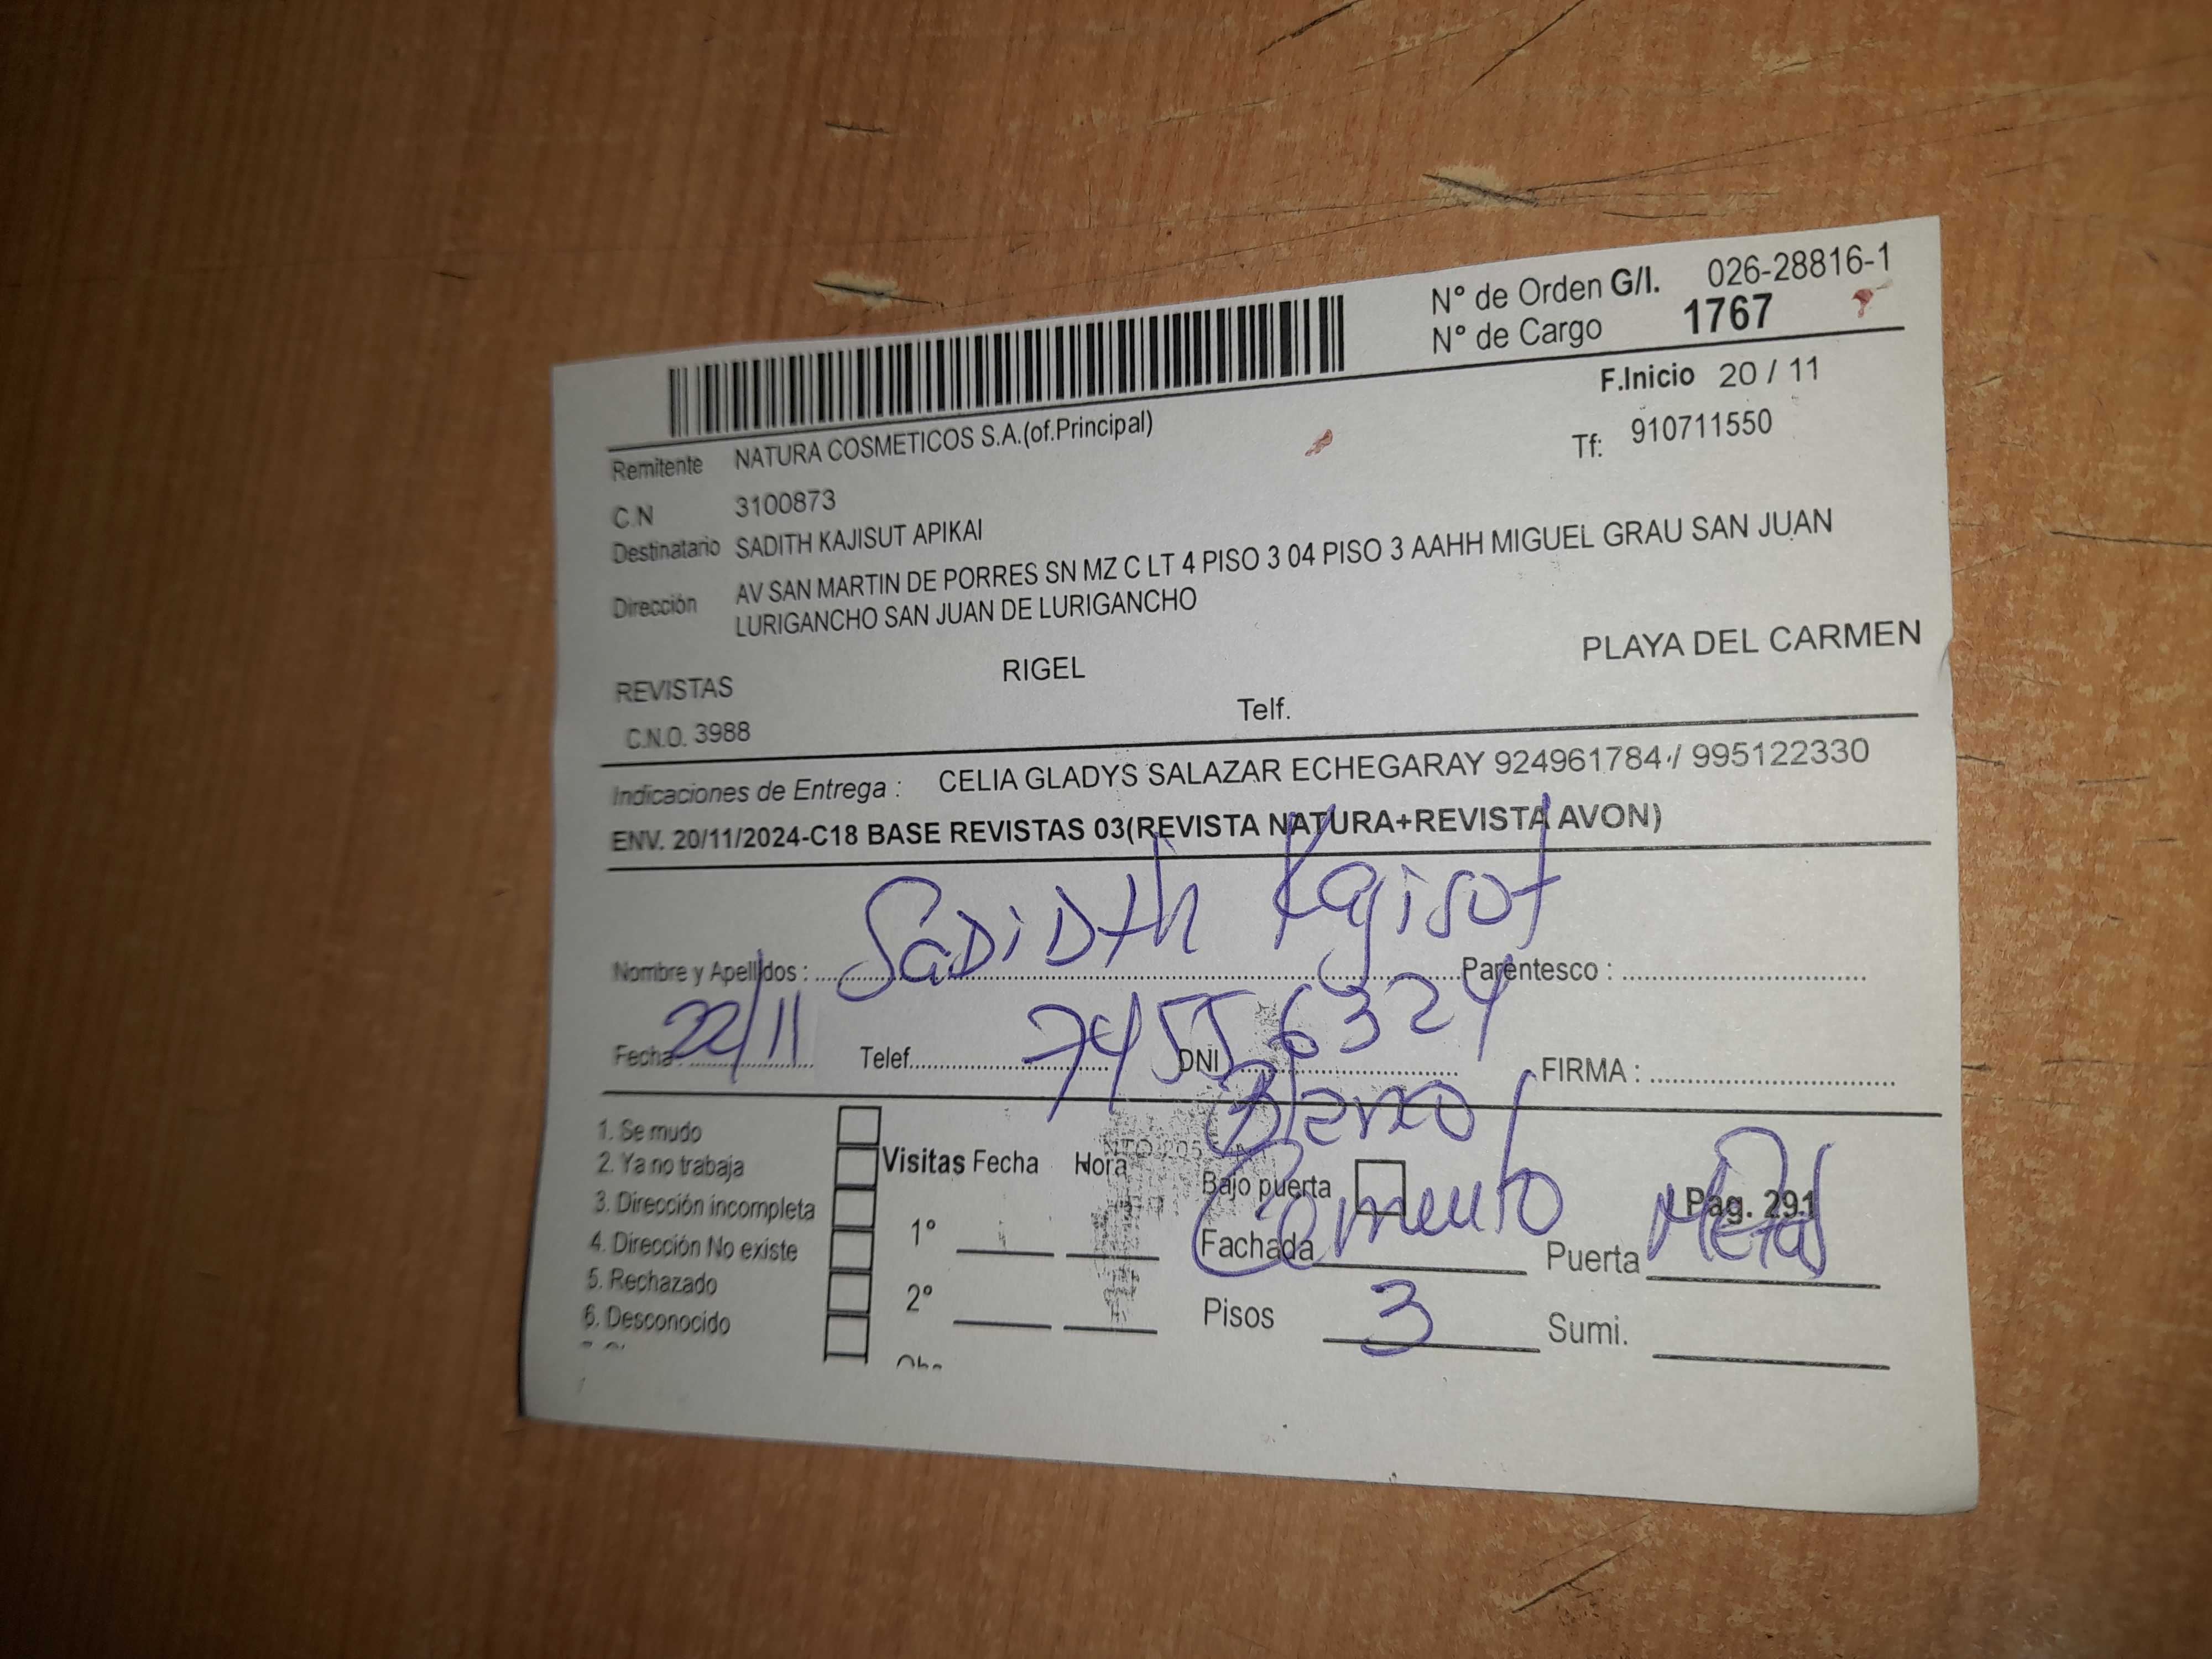 N° de Orden G/I. 026-28816-1
N° de Cargo 1767
F.Inicio 20 / 11
Remitente NATURA COSMETICOS S.A.(of.Principal)
Tf: 910711550
C.N 3100873
Destinatario SADITH KAJISUT APIKAI
Dirección AV SAN MARTIN DE PORRES SN MZ C LT 4 PISO 3 04 PISO 3 AAHH MIGUEL GRAU SAN JUAN
LURIGANCHO SAN JUAN DE LURIGANCHO
REVISTAS RIGEL PLAYA DEL CARMEN
C.N.O. 3988 Telf.
Indicaciones de Entrega : CELIA GLADYS SALAZAR ECHEGARAY 924961784 / 995122330
ENV. 20/11/2024-C18 BASE REVISTAS 03(REVISTA NATURA+REVISTA AVON)
Nombre y Apellidos : SaDiDth Kajisot Parentesco :
Fecha : 22/11 Telef. DNI 74556324 FIRMA :
1. Se mudo
2. Ya no trabaja
3. Dirección incompleta
4. Dirección No existe
5. Rechazado
6. Desconocido
Visitas Fecha Hora
1°
2°
Bajo puerta
Pag. 291
Fachada Cemento Puerta Metal
Pisos 3 Sumi.